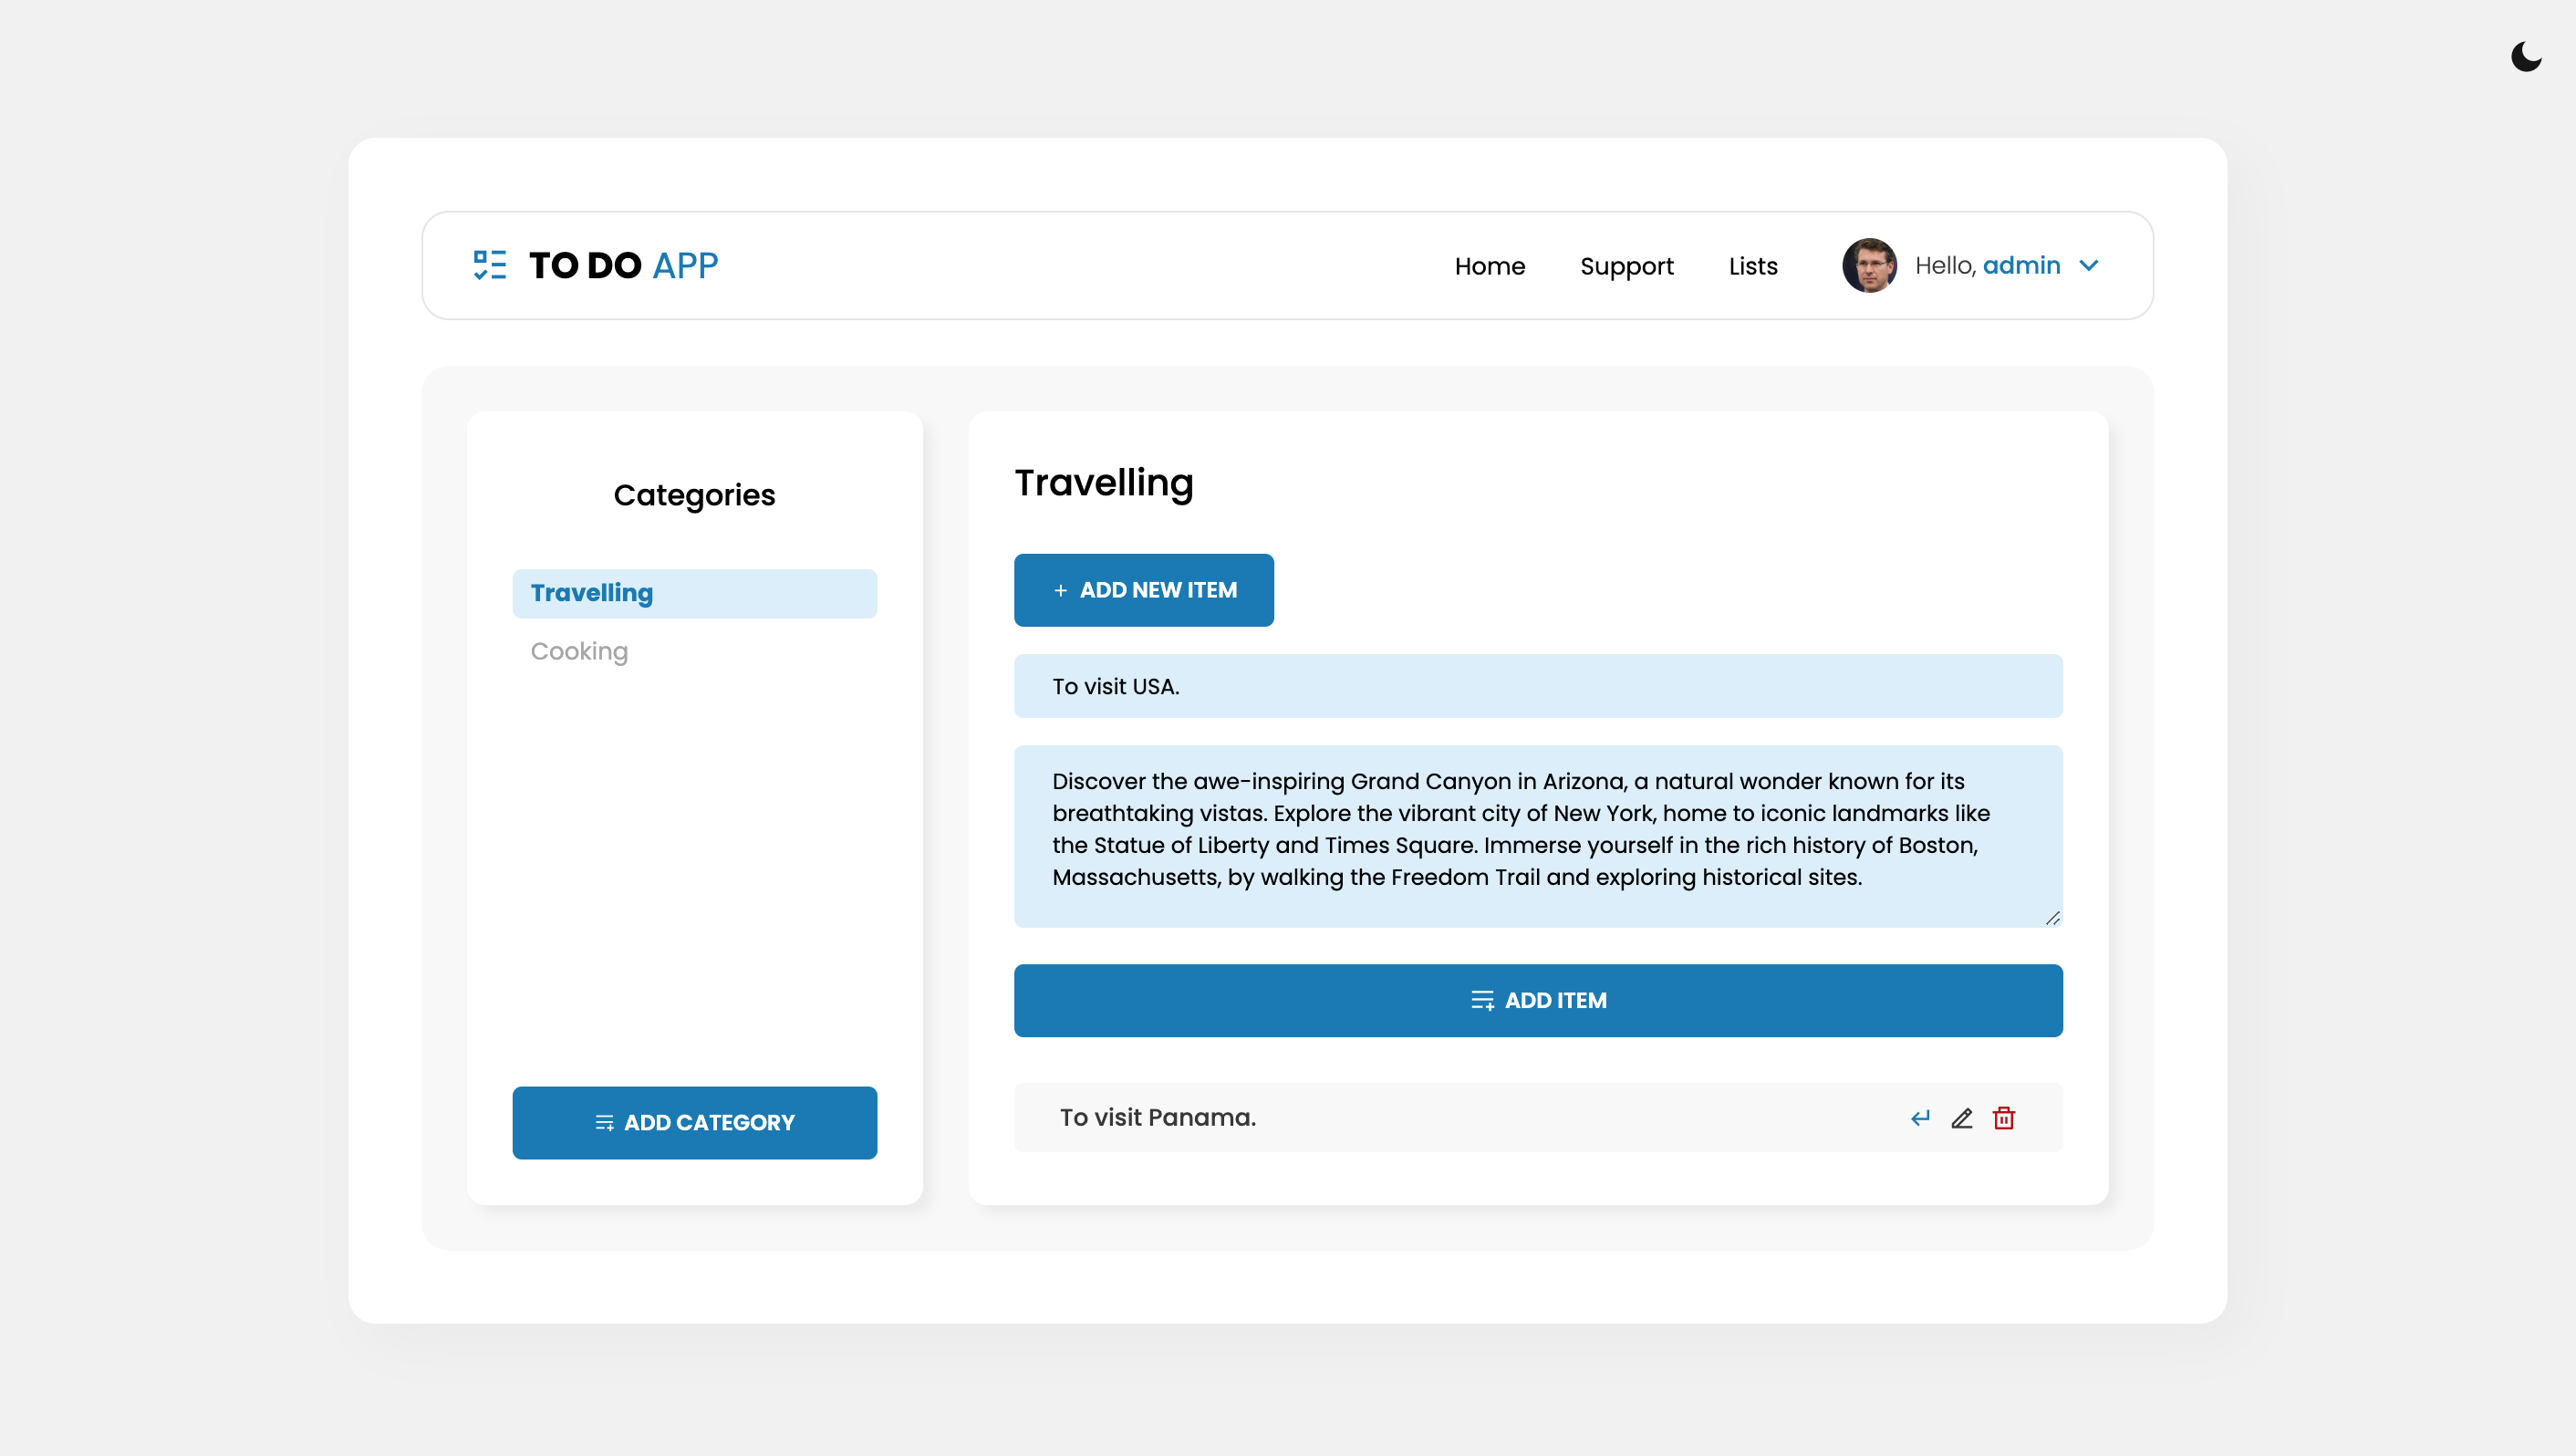 TO DO APP
Home
Support
Lists
Hello, admin
Categories
Travelling
Cooking
ADD CATEGORY
Travelling
+ ADD NEW ITEM
To visit USA.
Discover the awe-inspiring Grand Canyon in Arizona, a natural wonder known for its
breathtaking vistas. Explore the vibrant city of New York, home to iconic landmarks like
the Statue of Liberty and Times Square. Immerse yourself in the rich history of Boston,
Massachusetts, by walking the Freedom Trail and exploring historical sites.
ADD ITEM
To visit Panama.